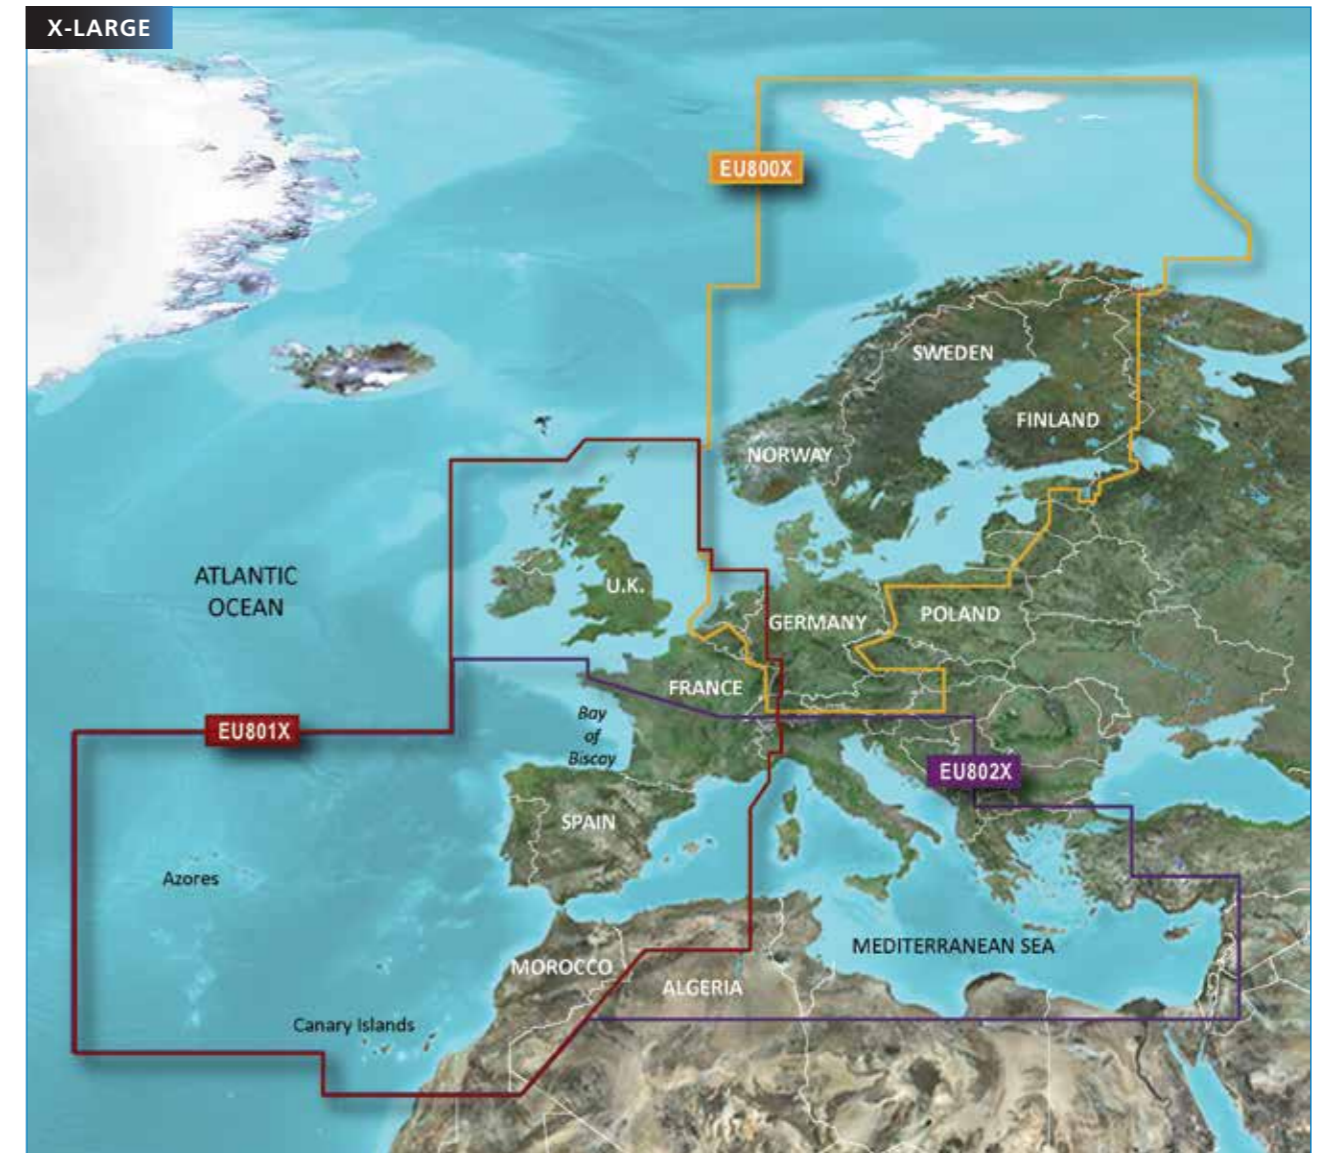 X-LARGE
EU800X
SWEDEN
FINLAND
NORWAY
ATLANTIC
OCEAN
U.K.
GERMANY
POLAND
FRANCE
EU801X
Bay
of
Biscay
EU802X
SPAIN
Azores
MEDITERRANEAN SEA
MOROCCO
ALGERIA
Canary Islands